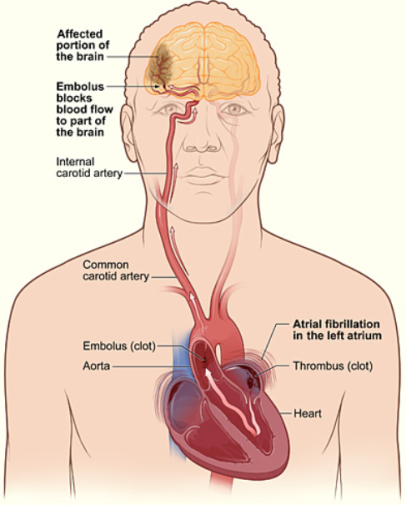 Affected
portion of
the brain
Embolus
blocks
blood flow
to part of
the brain
Internal
carotid artery
Common
carotid artery
Atrial fibrillation
in the left atrium
Embolus (clot)
Aorta
Thrombus (clot)
Heart